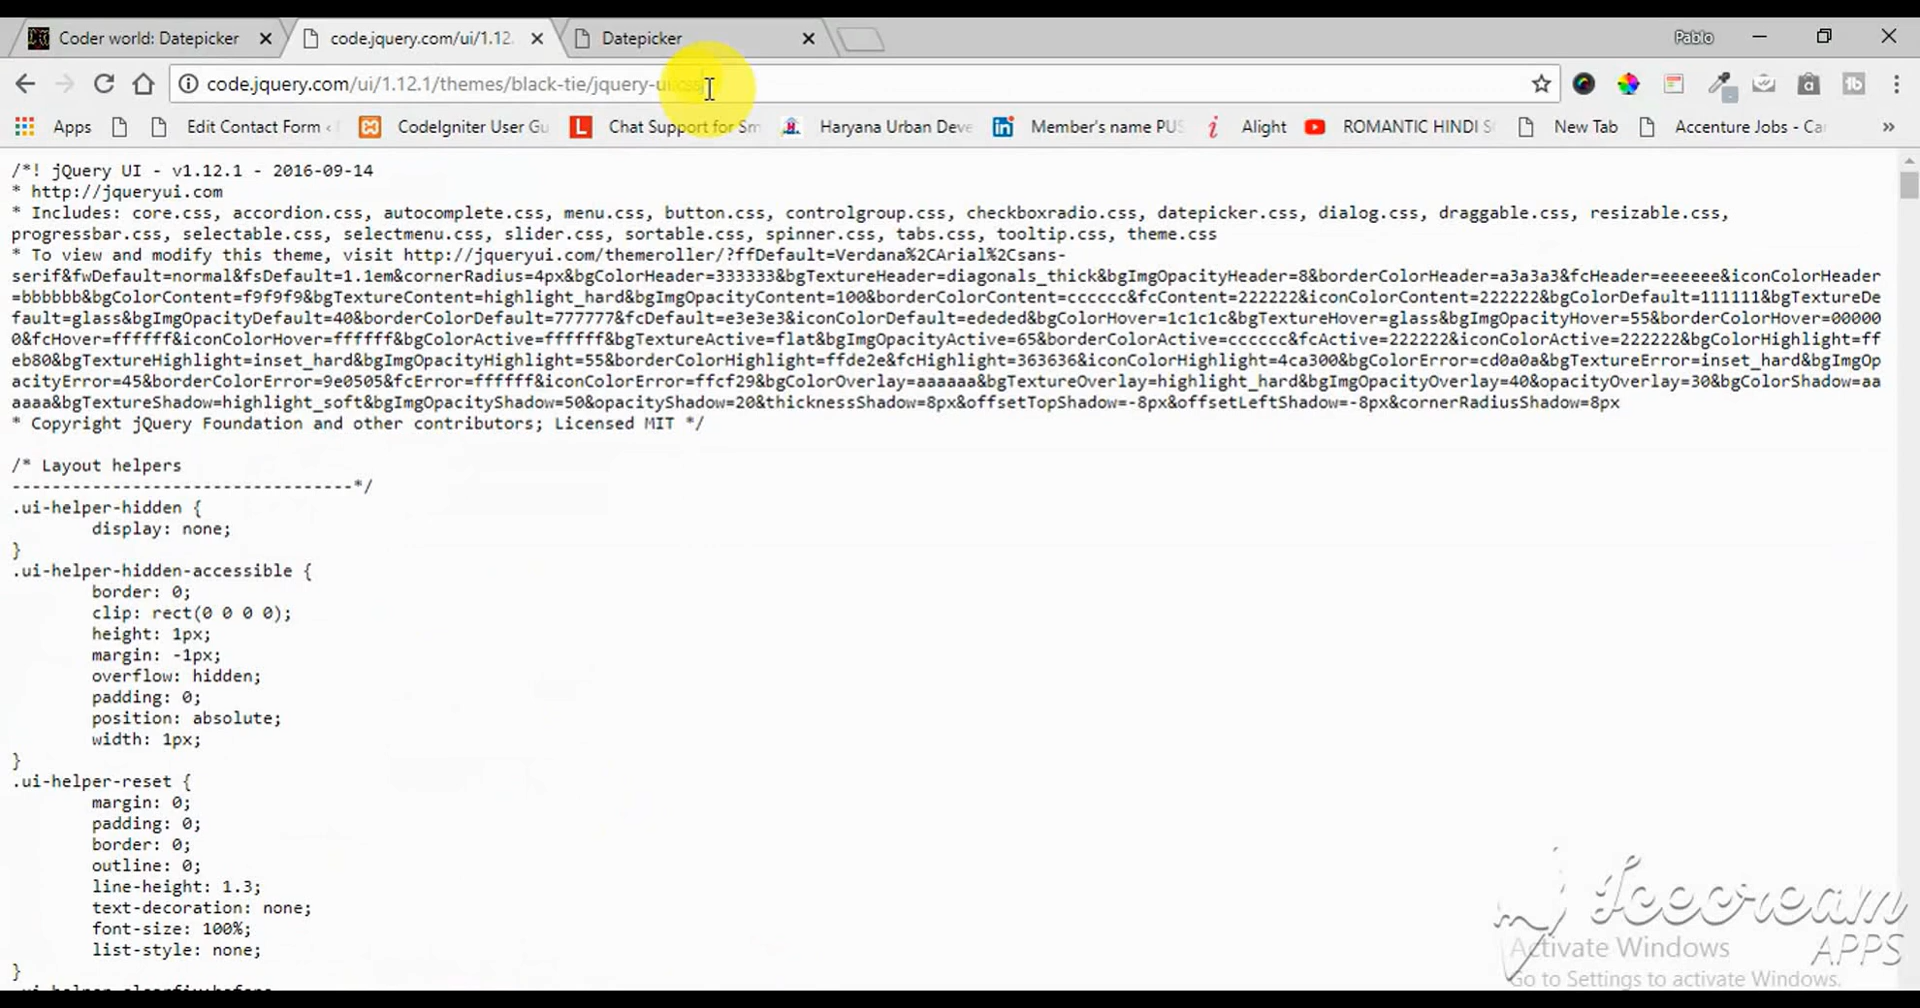 Coder world: Datepicker
code.jquery.com/ui/1.12.
Datepicker
Pablo
code.jquery.com/ui/1.12.1/themes/black-tie/jquery-ui.css
Apps
Edit Contact Form ‹
CodeIgniter User Gu
Chat Support for Sm
Haryana Urban Deve
Member's name PUS
Alight
ROMANTIC HINDI S
New Tab
Accenture Jobs - Ca
»
/*! jQuery UI - v1.12.1 - 2016-09-14
* http://jqueryui.com
* Includes: core.css, accordion.css, autocomplete.css, menu.css, button.css, controlgroup.css, checkboxradio.css, datepicker.css, dialog.css, draggable.css, resizable.css,
progressbar.css, selectable.css, selectmenu.css, slider.css, sortable.css, spinner.css, tabs.css, tooltip.css, theme.css
* To view and modify this theme, visit http://jqueryui.com/themeroller/?ffDefault=Verdana%2CArial%2Csans-
serif&fwDefault=normal&fsDefault=1.1em&cornerRadius=4px&bgColorHeader=333333&bgTextureHeader=diagonals_thick&bgImgOpacityHeader=8&borderColorHeader=a3a3a3&fcHeader=eeeeee&iconColorHeader
=bbbbbb&bgColorContent=f9f9f9&bgTextureContent=highlight_hard&bgImgOpacityContent=100&borderColorContent=cccccc&fcContent=222222&iconColorContent=222222&bgColorDefault=111111&bgTextureDe
fault=glass&bgImgOpacityDefault=40&borderColorDefault=777777&fcDefault=e3e3e3&iconColorDefault=ededed&bgColorHover=1c1c1c&bgTextureHover=glass&bgImgOpacityHover=55&borderColorHover=00000
0&fcHover=ffffff&iconColorHover=ffffff&bgColorActive=ffffff&bgTextureActive=flat&bgImgOpacityActive=65&borderColorActive=cccccc&fcActive=222222&iconColorActive=222222&bgColorHighlight=ff
eb80&bgTextureHighlight=inset_hard&bgImgOpacityHighlight=55&borderColorHighlight=ffde2e&fcHighlight=363636&iconColorHighlight=4ca300&bgColorError=cd0a0a&bgTextureError=inset_hard&bgImgOp
acityError=45&borderColorError=9e0505&fcError=ffffff&iconColorError=ffcf29&bgColorOverlay=aaaaaa&bgTextureOverlay=highlight_hard&bgImgOpacityOverlay=40&opacityOverlay=30&bgColorShadow=aa
aaaa&bgTextureShadow=highlight_soft&bgImgOpacityShadow=50&opacityShadow=20&thicknessShadow=8px&offsetTopShadow=-8px&offsetLeftShadow=-8px&cornerRadiusShadow=8px
* Copyright jQuery Foundation and other contributors; Licensed MIT */
/* Layout helpers
----------------------------------*/
.ui-helper-hidden {
display: none;
}
.ui-helper-hidden-accessible {
border: 0;
clip: rect(0 0 0 0);
height: 1px;
margin: -1px;
overflow: hidden;
padding: 0;
position: absolute;
width: 1px;
}
.ui-helper-reset {
margin: 0;
padding: 0;
border: 0;
outline: 0;
line-height: 1.3;
text-decoration: none;
font-size: 100%;
list-style: none;
}
Icecream
APPS
Activate Windows
Go to Settings to activate Windows.